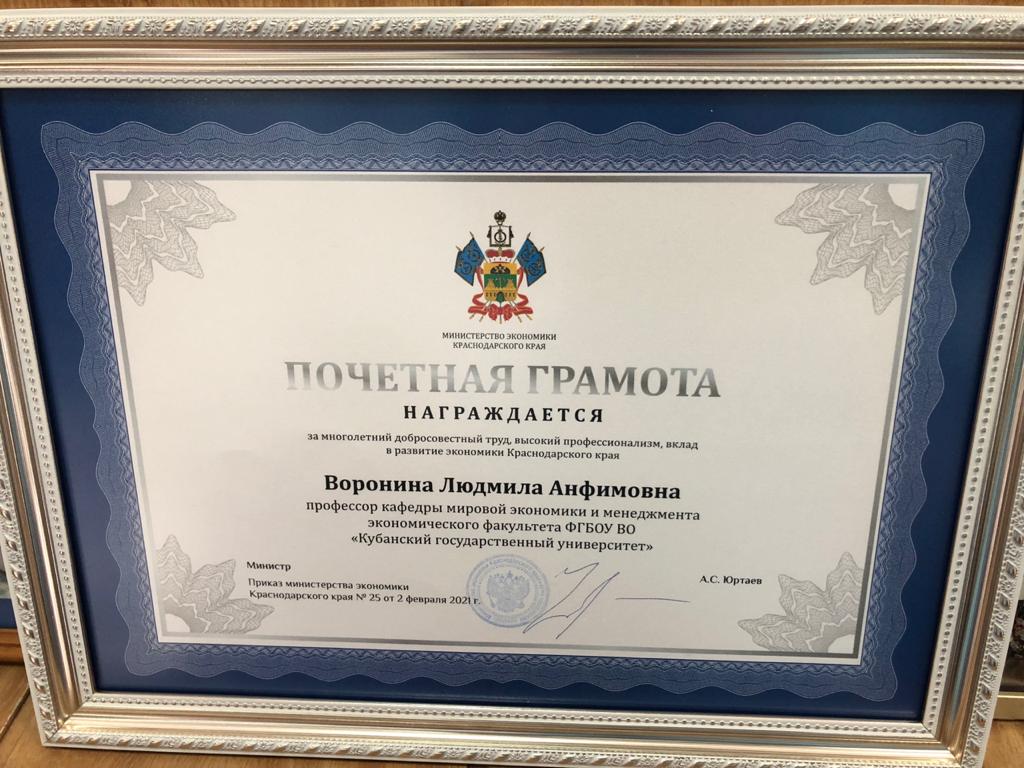 МИНИСТЕРСТВО ЭКОНОМИКИ
КРАСНОДАРСКОГО КРАЯ
ПОЧЕТНАЯ ГРАМОТА
НАГРАЖДАЕТСЯ
за многолетний добросовестный труд, высокий профессионализм, вклад
в развитие экономики Краснодарского края
Воронина Людмила Анфимовна
профессор кафедры мировой экономики и менеджмента
экономического факультета ФГБОУ ВО
«Кубанский государственный университет»
Министр
Приказ министерства экономики
Краснодарского края № 25 от 2 февраля 2021 г.
А.С. Юртаев